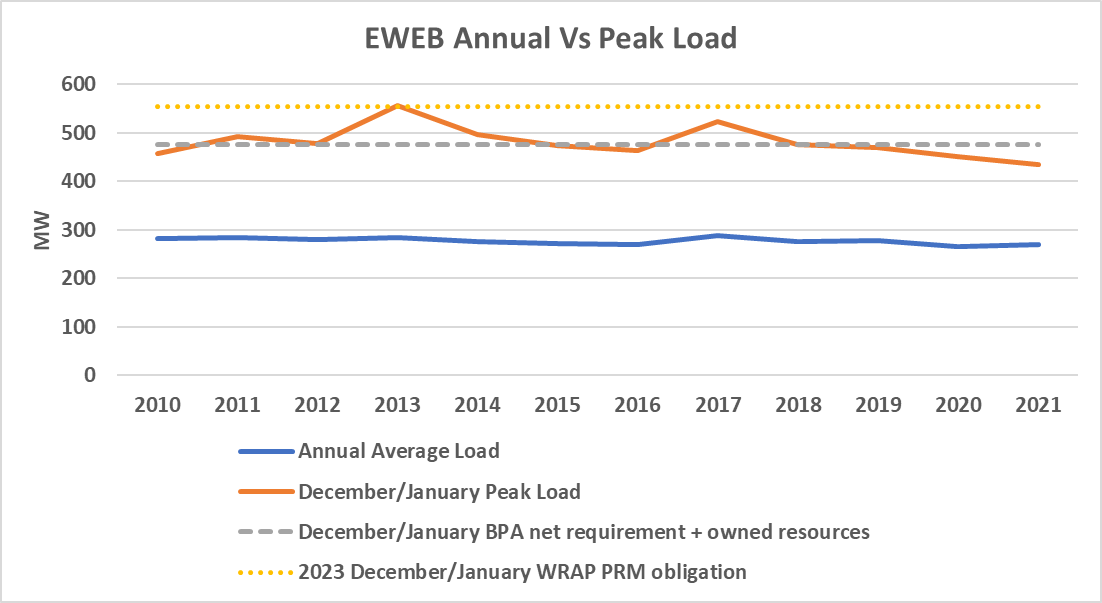 EWEB Annual Vs Peak Load
600
500
400
300
200
100
0
MW
2010 2011 2012 2013 2014 2015 2016 2017 2018 2019 2020 2021
Annual Average Load
December/January Peak Load
December/January BPA net requirement + owned resources
2023 December/January WRAP PRM obligation